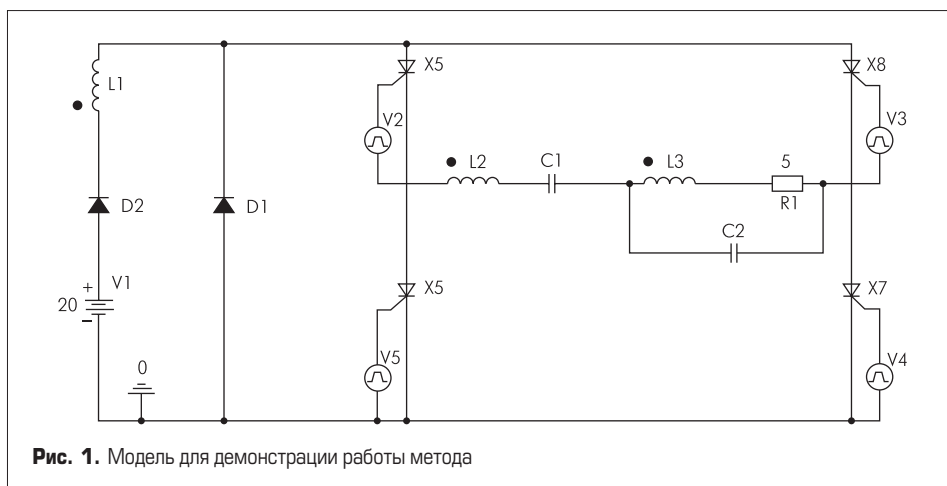 X5
X8
L1
V2
V3
L2
C1
L3
5
R1
D2
D1
C2
+
V1
20
−
X5
X7
0
V5
V4
Рис. 1. Модель для демонстрации работы метода